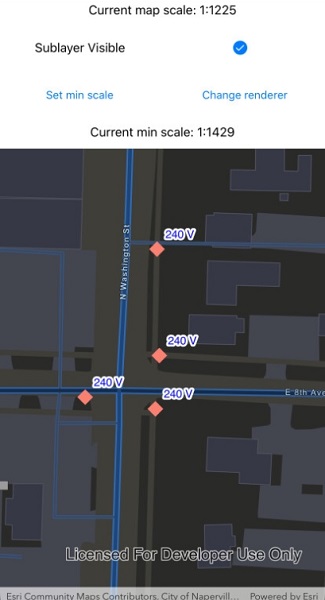 Current map scale: 1:1225
Sublayer Visible
Set min scale
Change renderer
Current min scale: 1:1429
240 V
N Washington St
240 V
240 V
240 V
E 8th Ave
Licensed For Developer Use Only
Esri Community Maps Contributors, City of Napervill...
Powered by Esri